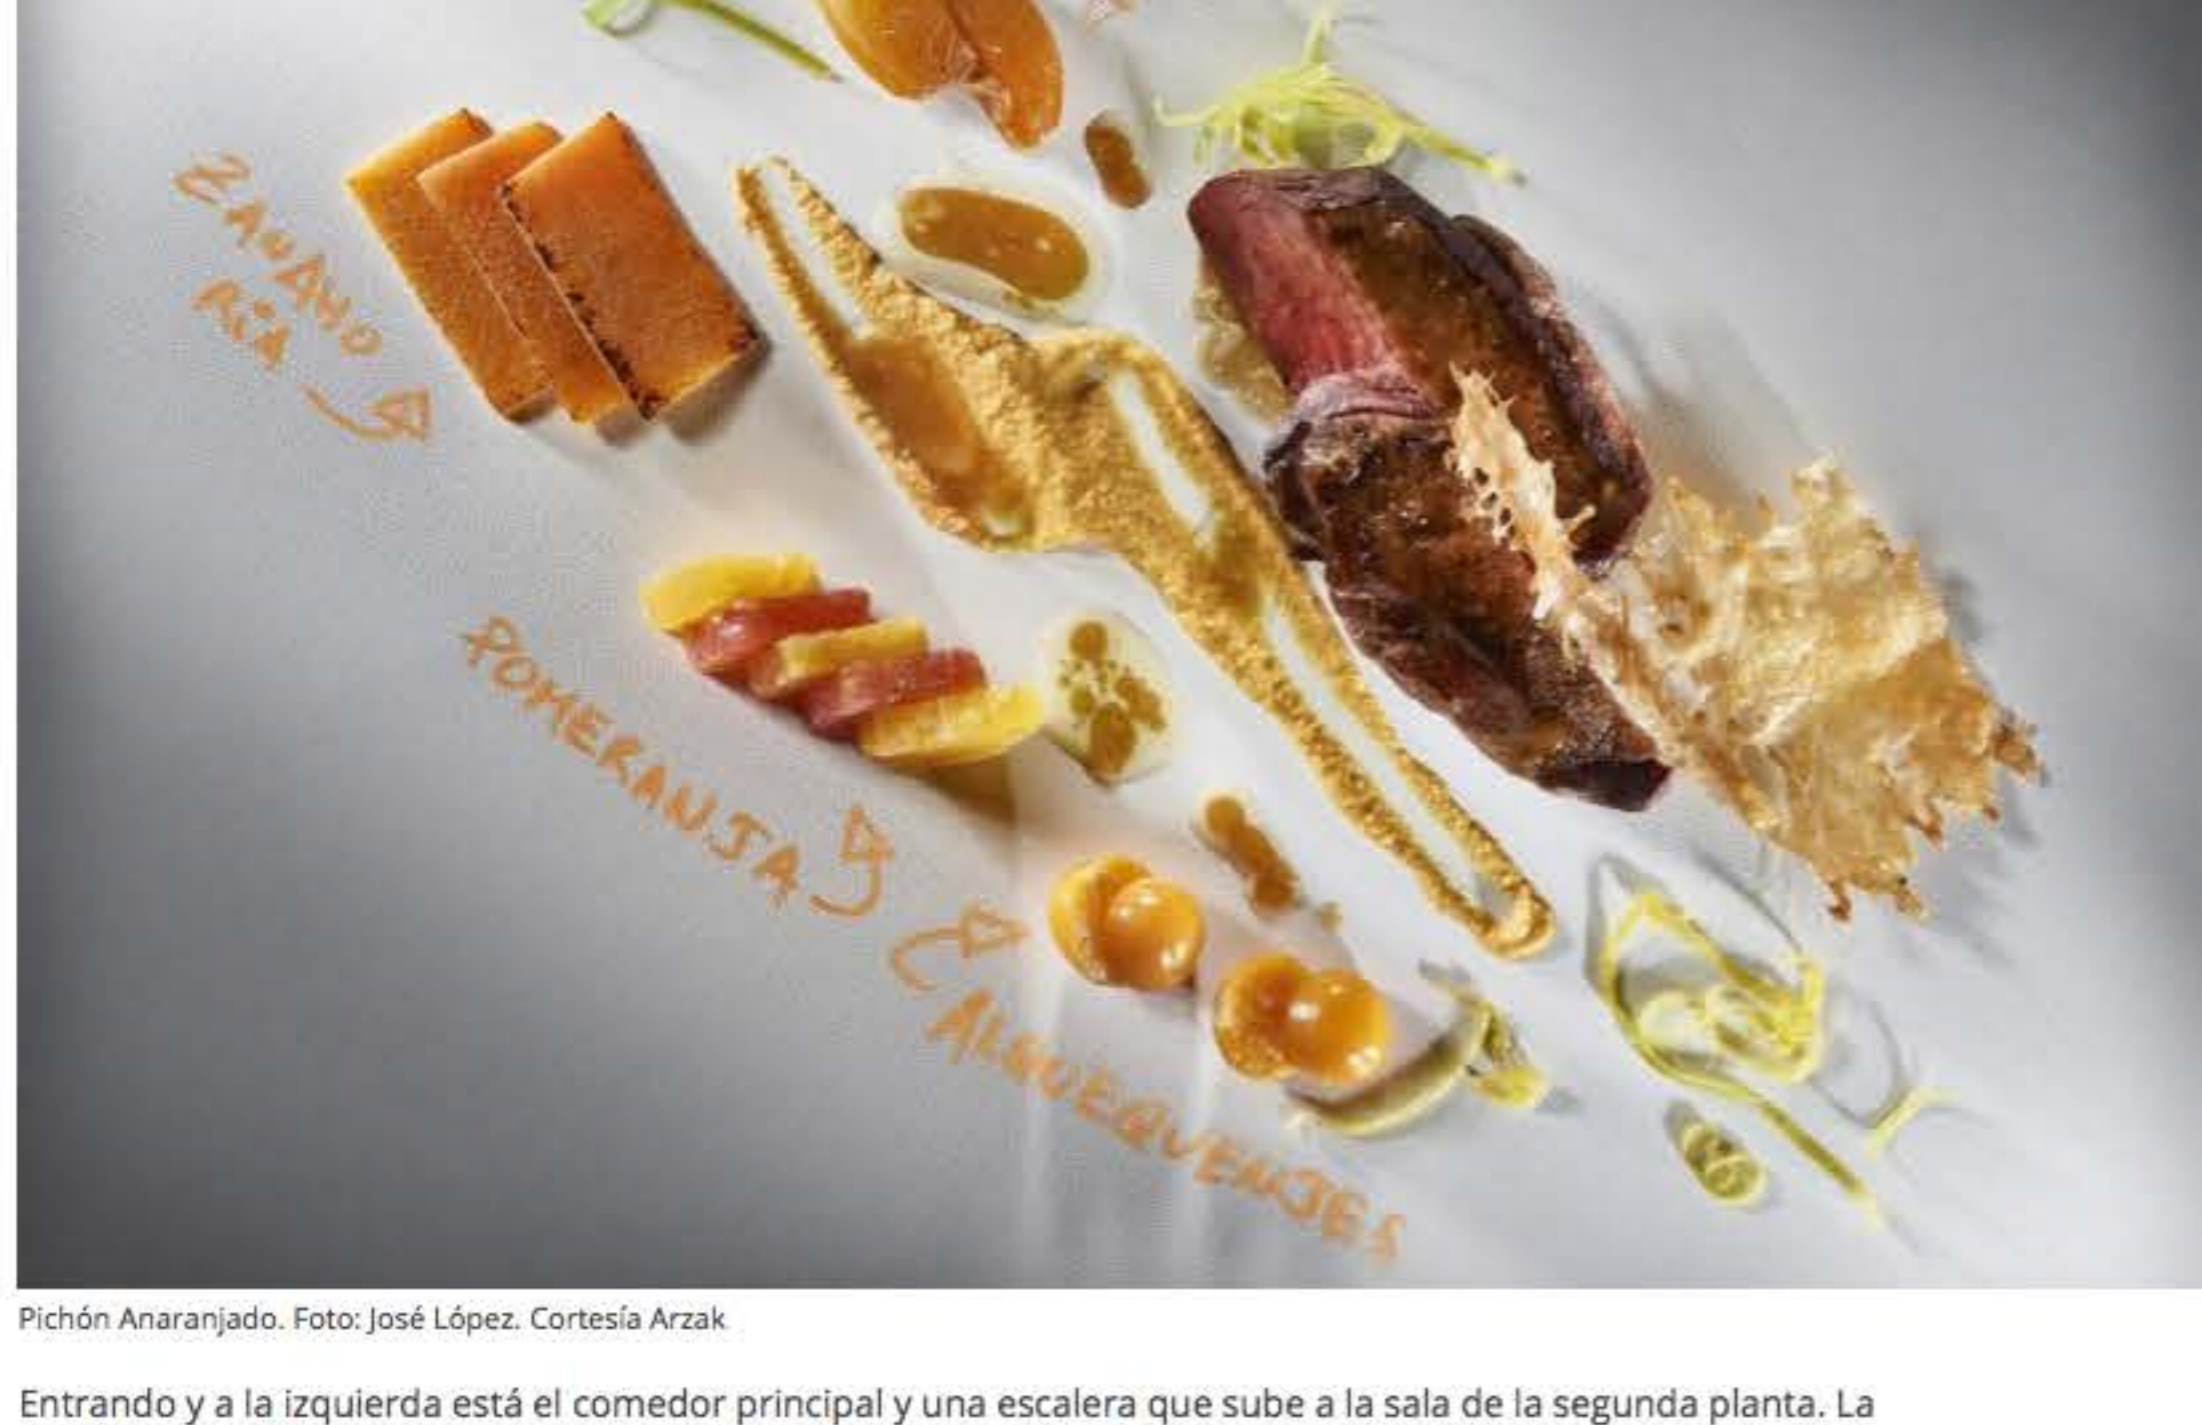 ZANAHO
RIA
POMERANJA
ALQUEQUENJES
Pichón Anaranjado. Foto: José López. Cortesía Arzak
Entrando y a la izquierda está el comedor principal y una escalera que sube a la sala de la segunda planta. La